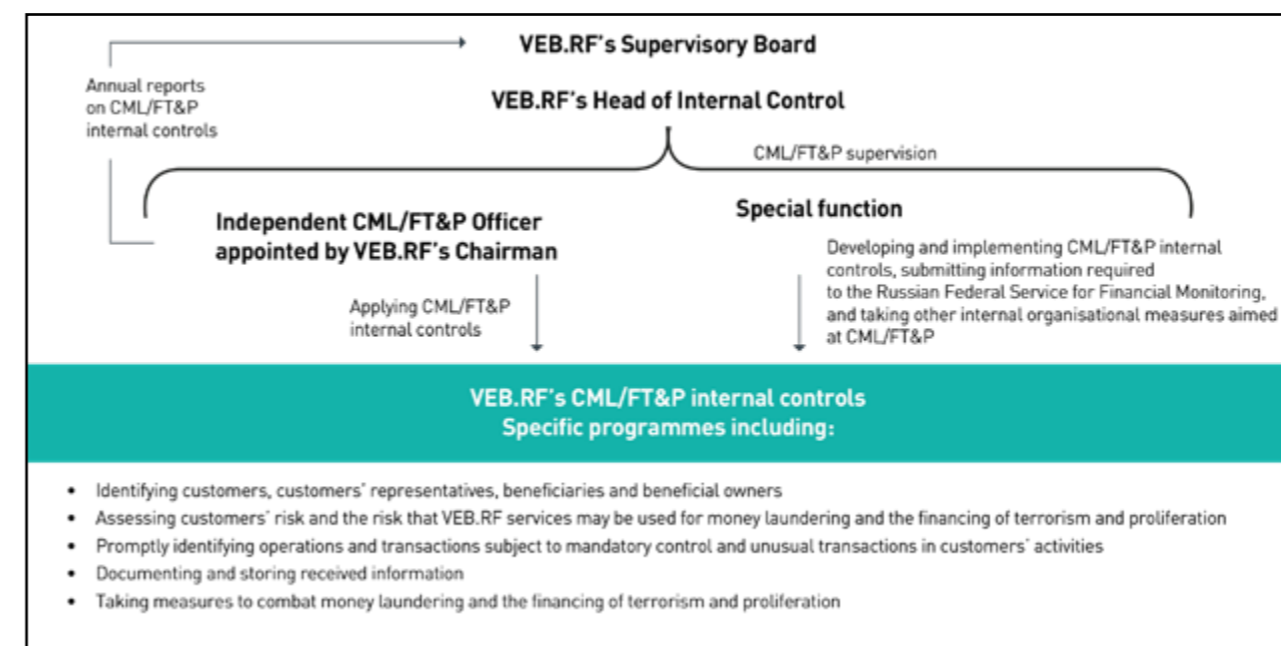 VEB.RF's Supervisory Board
Annual reports
on CML/FT&P
internal controls
VEB.RF's Head of Internal Control
CML/FT&P supervision
Independent CML/FT&P Officer
appointed by VEB.RF's Chairman
Special function
Developing and implementing CML/FT&P internal
controls, submitting information required
to the Russian Federal Service for Financial Monitoring,
and taking other internal organisational measures aimed
at CML/FT&P
Applying CML/FT&P
internal controls
VEB.RF's CML/FT&P internal controls
Specific programmes including:
• Identifying customers, customers' representatives, beneficiaries and beneficial owners
• Assessing customers' risk and the risk that VEB.RF services may be used for money laundering and the financing of terrorism and proliferation
• Promptly identifying operations and transactions subject to mandatory control and unusual transactions in customers' activities
• Documenting and storing received information
• Taking measures to combat money laundering and the financing of terrorism and proliferation